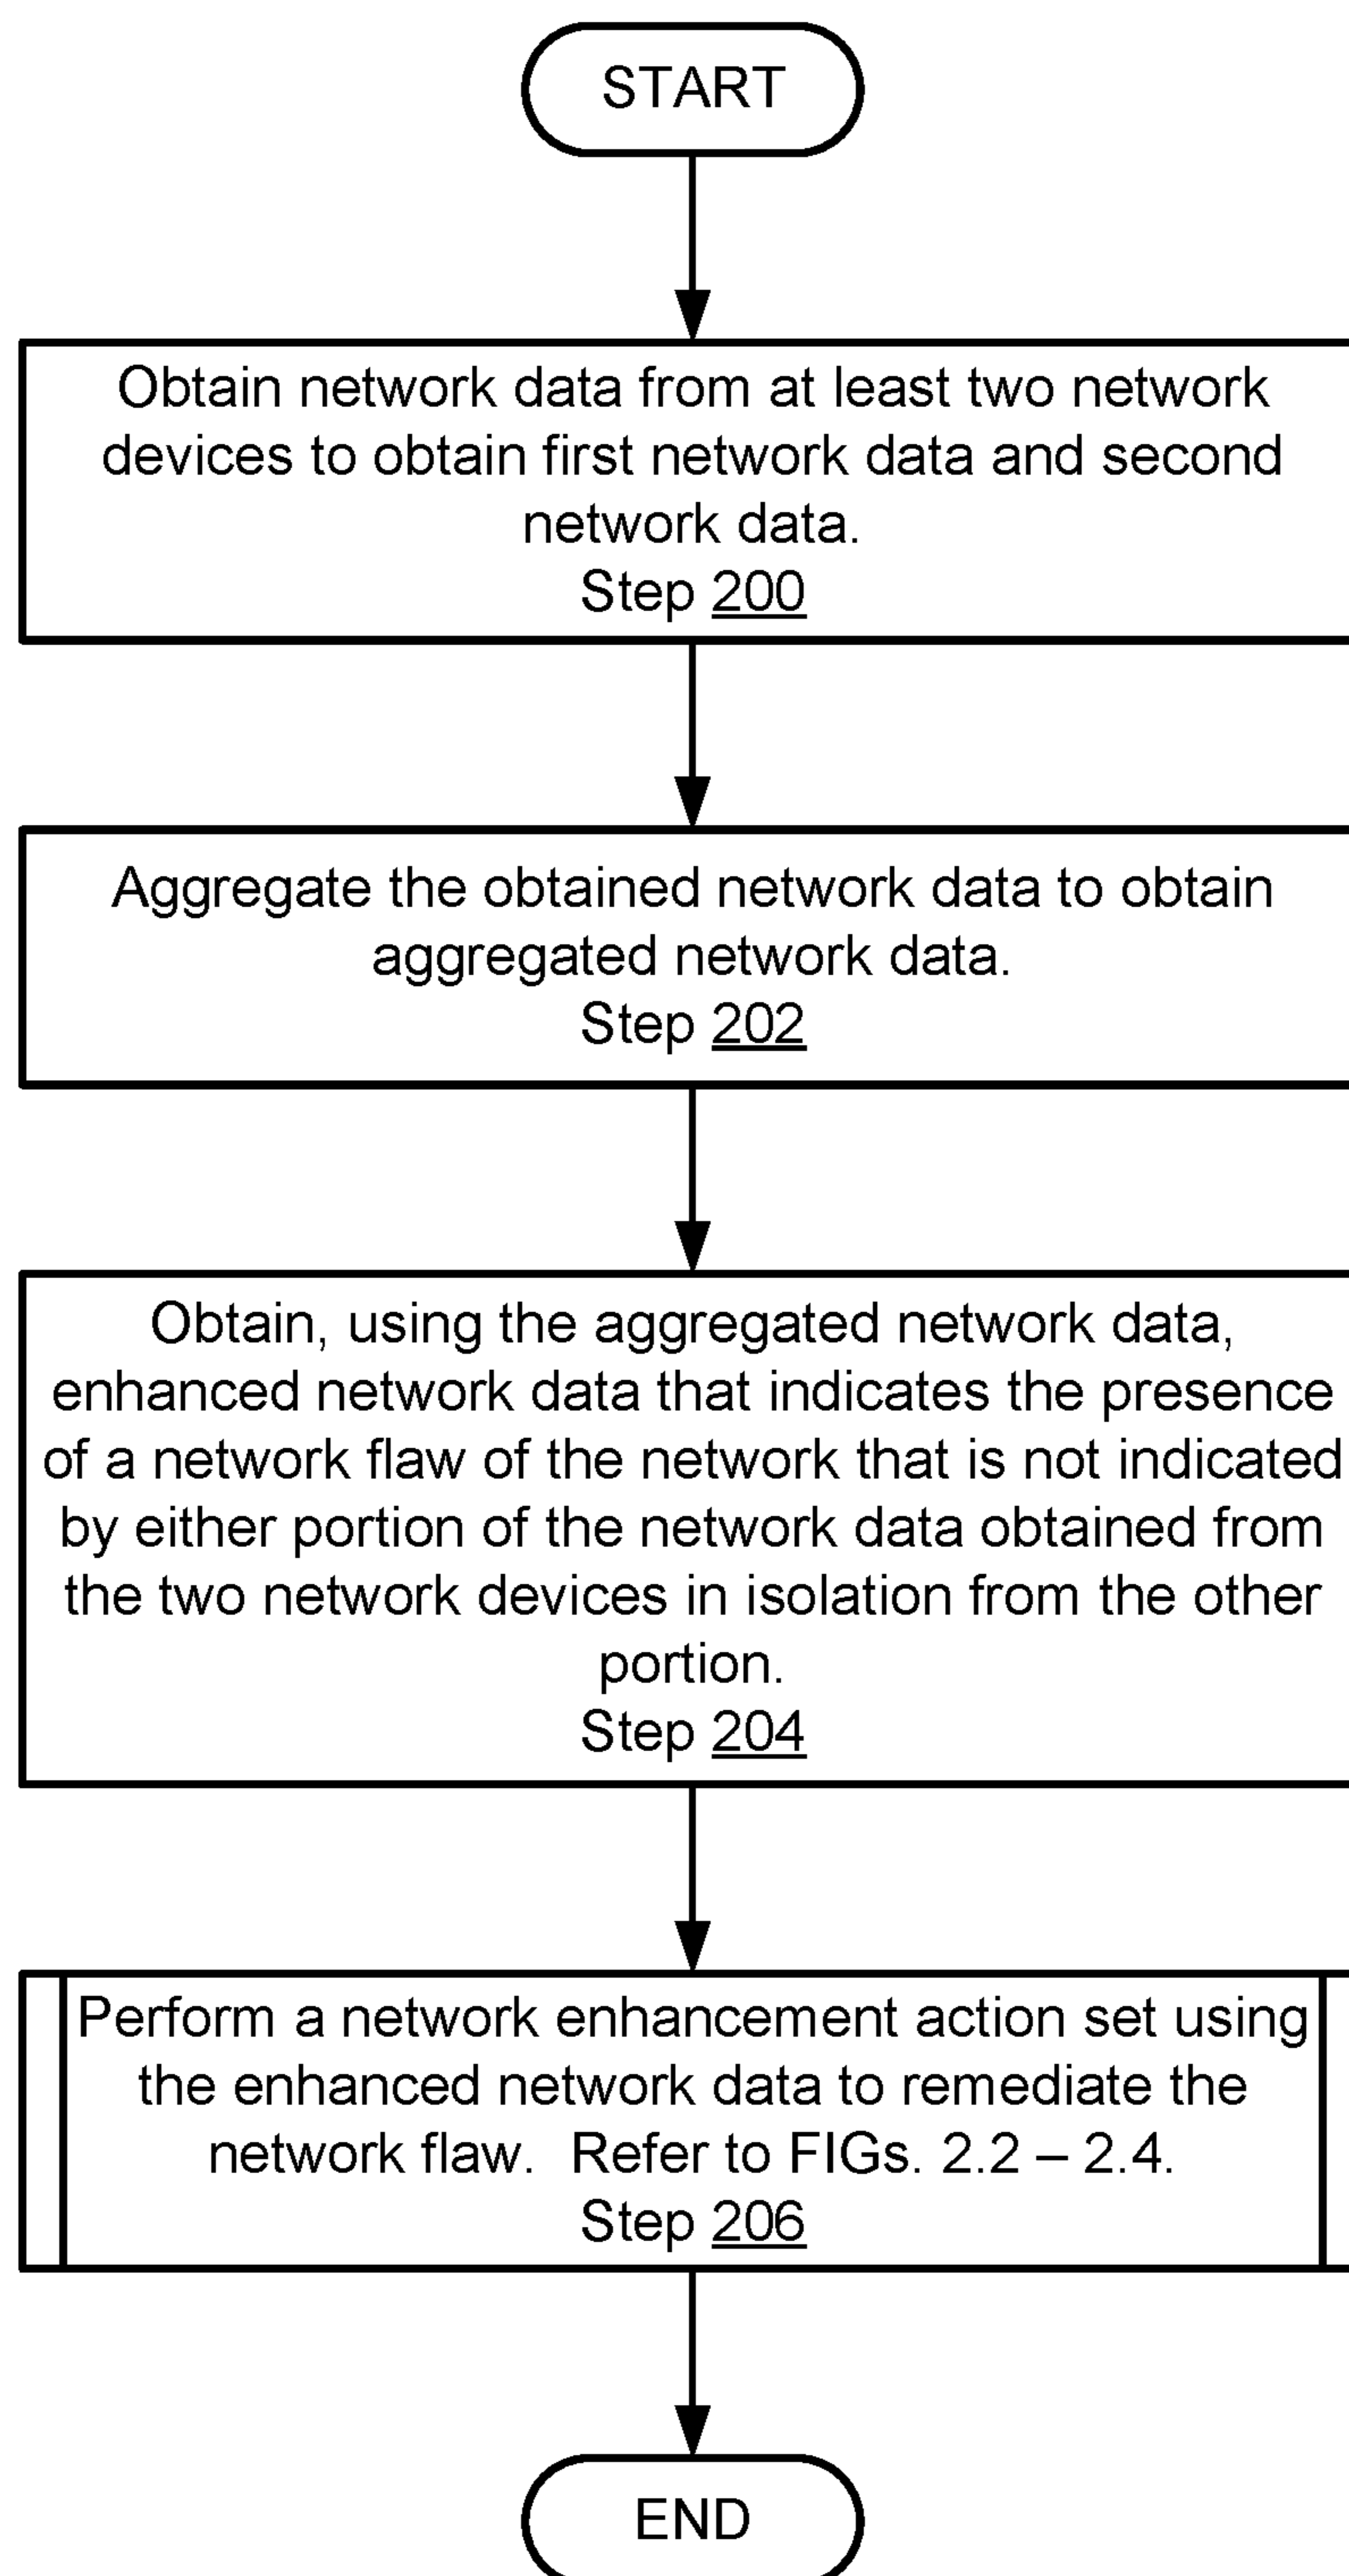 START
Obtain network data from at least two network
devices to obtain first network data and second
network data.
Step 200
Aggregate the obtained network data to obtain
aggregated network data.
Step 202
Obtain, using the aggregated network data,
enhanced network data that indicates the presence
of a network flaw of the network that is not indicated
by either portion of the network data obtained from
the two network devices in isolation from the other
portion.
Step 204
Perform a network enhancement action set using
the enhanced network data to remediate the
network flaw.  Refer to FIGs. 2.2 – 2.4.
Step 206
END